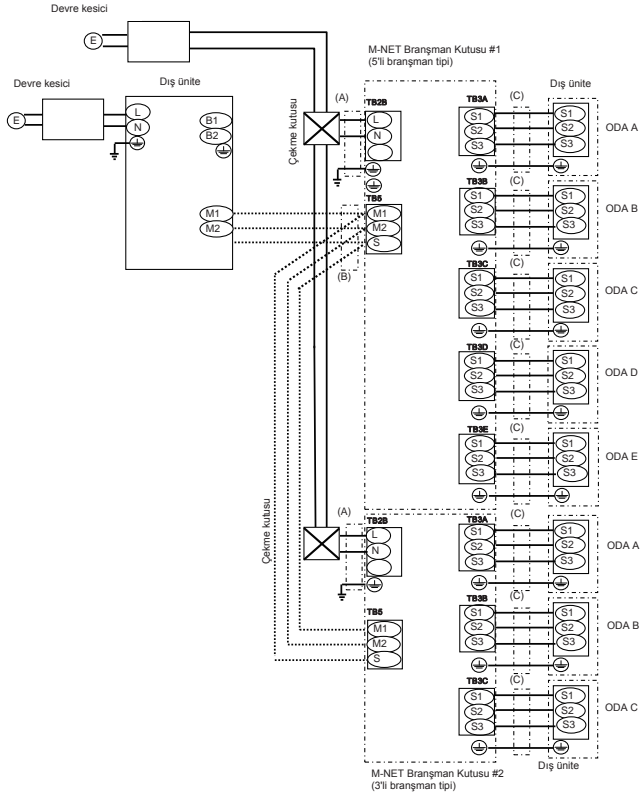 Devre kesici
E
M-NET Branşman Kutusu #1
(5'li branşman tipi)
Devre kesici
Dış ünite
E
L
N
B1
B2
M1
M2
Çekme kutusu
(A)
TB2B
L
N
TB5
M1
M2
S
(B)
TB3A
S1
S2
S3
(C)
Dış ünite
S1
S2
S3
ODA A
TB3B
S1
S2
S3
(C)
S1
S2
S3
ODA B
TB3C
S1
S2
S3
(C)
S1
S2
S3
ODA C
TB3D
S1
S2
S3
(C)
S1
S2
S3
ODA D
TB3E
S1
S2
S3
(C)
S1
S2
S3
ODA E
Çekme kutusu
(A)
TB2B
L
N
TB5
M1
M2
S
TB3A
S1
S2
S3
(C)
S1
S2
S3
ODA A
TB3B
S1
S2
S3
(C)
S1
S2
S3
ODA B
TB3C
S1
S2
S3
(C)
S1
S2
S3
ODA C
Dış ünite
M-NET Branşman Kutusu #2
(3'li branşman tipi)